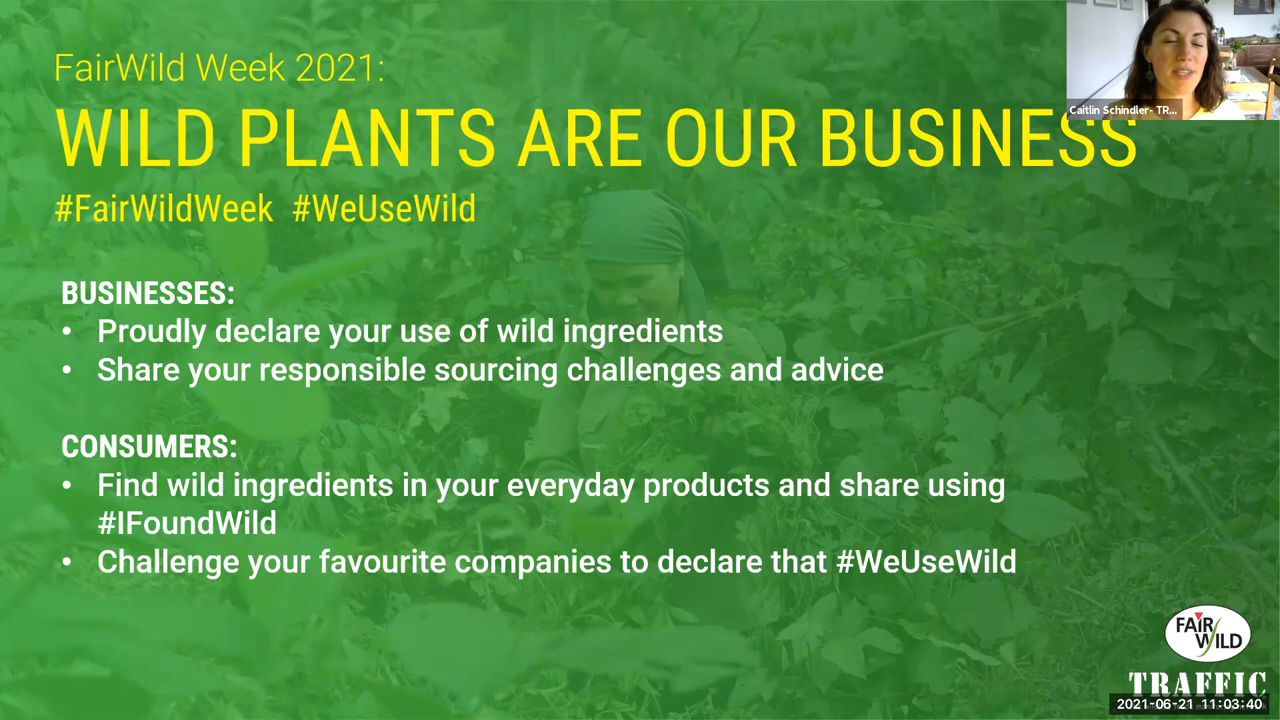 FairWild Week 2021:
WILD PLANTS ARE OUR BUSINESS
#FairWildWeek #WeUseWild
Caitlin Schindler- TR...
BUSINESSES:
• Proudly declare your use of wild ingredients
• Share your responsible sourcing challenges and advice
CONSUMERS:
• Find wild ingredients in your everyday products and share using
#IFoundWild
• Challenge your favourite companies to declare that #WeUseWild
FAIR
WILD
TRAFFIC
2021-06-21 11:03:40